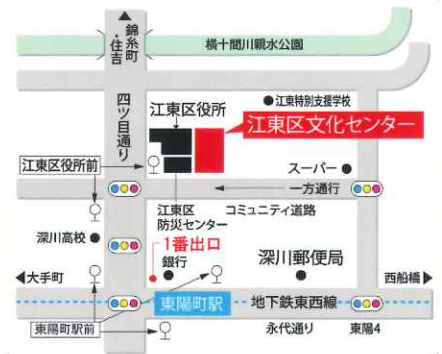 錦糸町
・住吉
横十間川親水公園
四ツ目通り
江東区役所
江東特別支援学校
江東区文化センター
江東区役所前
スーパー
一方通行
江東区
防災センター
コミュニティ道路
1番出口
深川高校
銀行
深川郵便局
大手町
西船橋
東陽町駅
地下鉄東西線
東陽町駅前
永代通り
東陽4